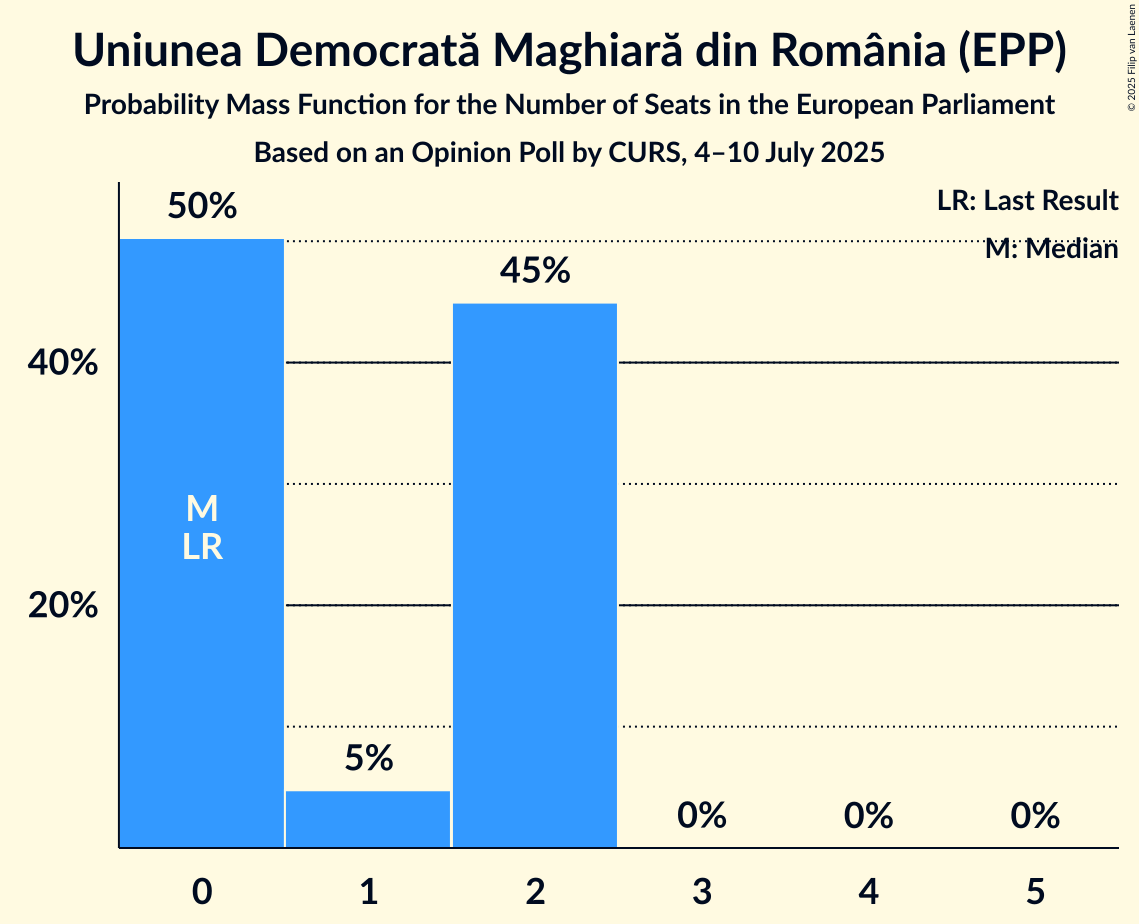 Uniunea Democrată Maghiară din România (EPP)
Probability Mass Function for the Number of Seats in the European Parliament
Based on an Opinion Poll by CURS, 4–10 July 2025
© 2025 Filip van Laenen
LR: Last Result
M: Median
50%
45%
40%
M
LR
20%
5%
0%
0%
0%
0
1
2
3
4
5